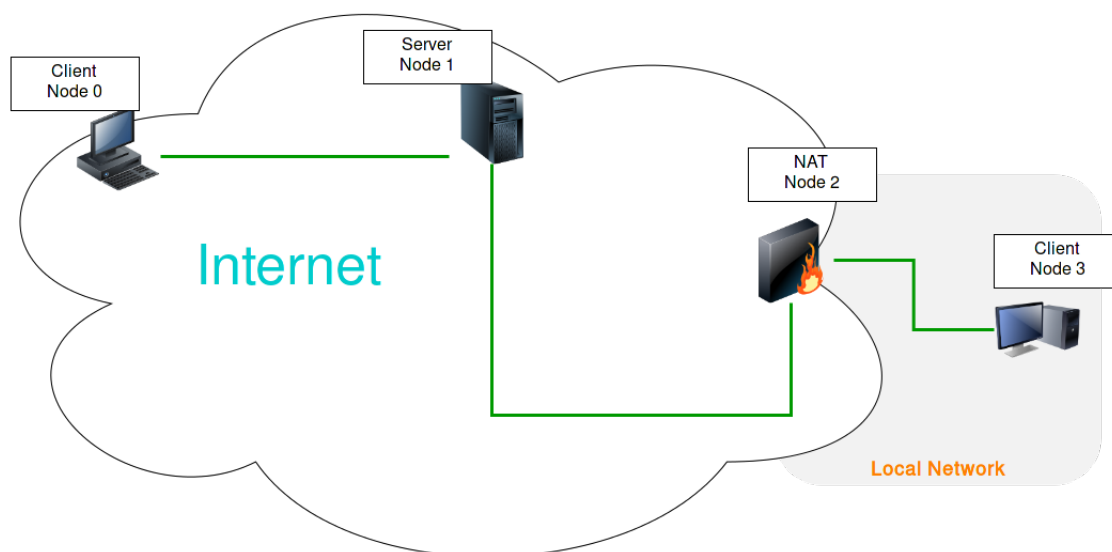 Client
Node 0
Server
Node 1
NAT
Node 2
Client
Node 3
Internet
Local Network